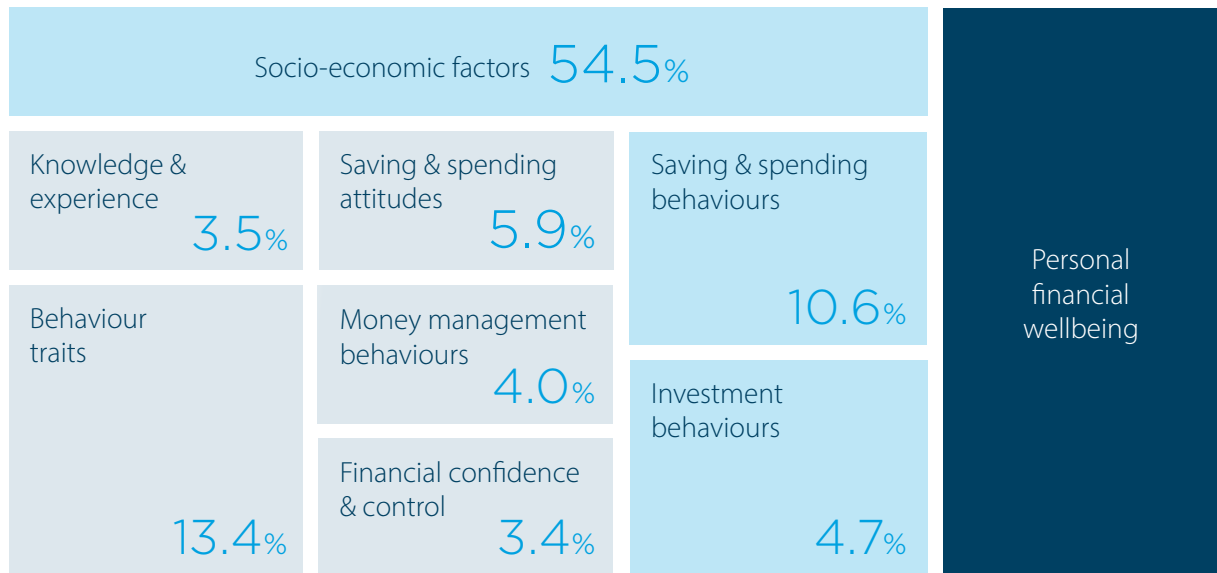 Socio-economic factors 54.5%
Knowledge &
experience
3.5%
Saving & spending
attitudes
5.9%
Saving & spending
behaviours
10.6%
Behaviour
traits
13.4%
Money management
behaviours
4.0%
Financial confidence
& control
3.4%
Investment
behaviours
4.7%
Personal
financial
wellbeing